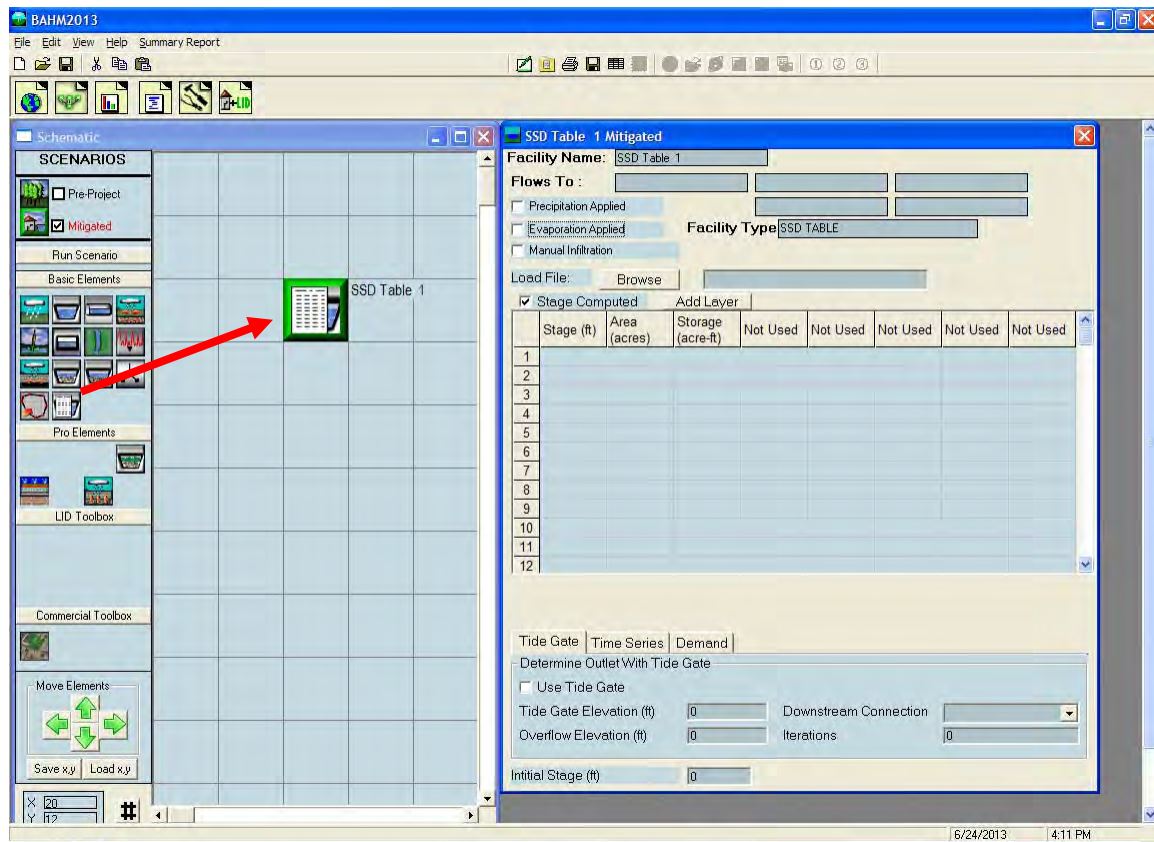 BAHM2013
File Edit View Help Summary Report
Schematic
SCENARIOS
Pre-Project
Mitigated
Run Scenario
Basic Elements
Pro Elements
LID Toolbox
Commercial Toolbox
Move Elements
Save x,y Load x,y
X 20
Y 12
#
SSD Table 1
+LID
1 2 3
SSD Table 1 Mitigated
Facility Name: SSD Table 1
Flows To :
Precipitation Applied
Evaporation Applied Facility Type SSD TABLE
Manual Infiltration
Load File: Browse
Stage Computed Add Layer
Stage (ft) Area (acres) Storage (acre-ft) Not Used Not Used Not Used Not Used Not Used
1
2
3
4
5
6
7
8
9
10
11
12
Tide Gate Time Series Demand
Determine Outlet With Tide Gate
Use Tide Gate
Tide Gate Elevation (ft) 0 Downstream Connection
Overflow Elevation (ft) 0 Iterations 0
Intitial Stage (ft) 0
6/24/2013 4:11 PM